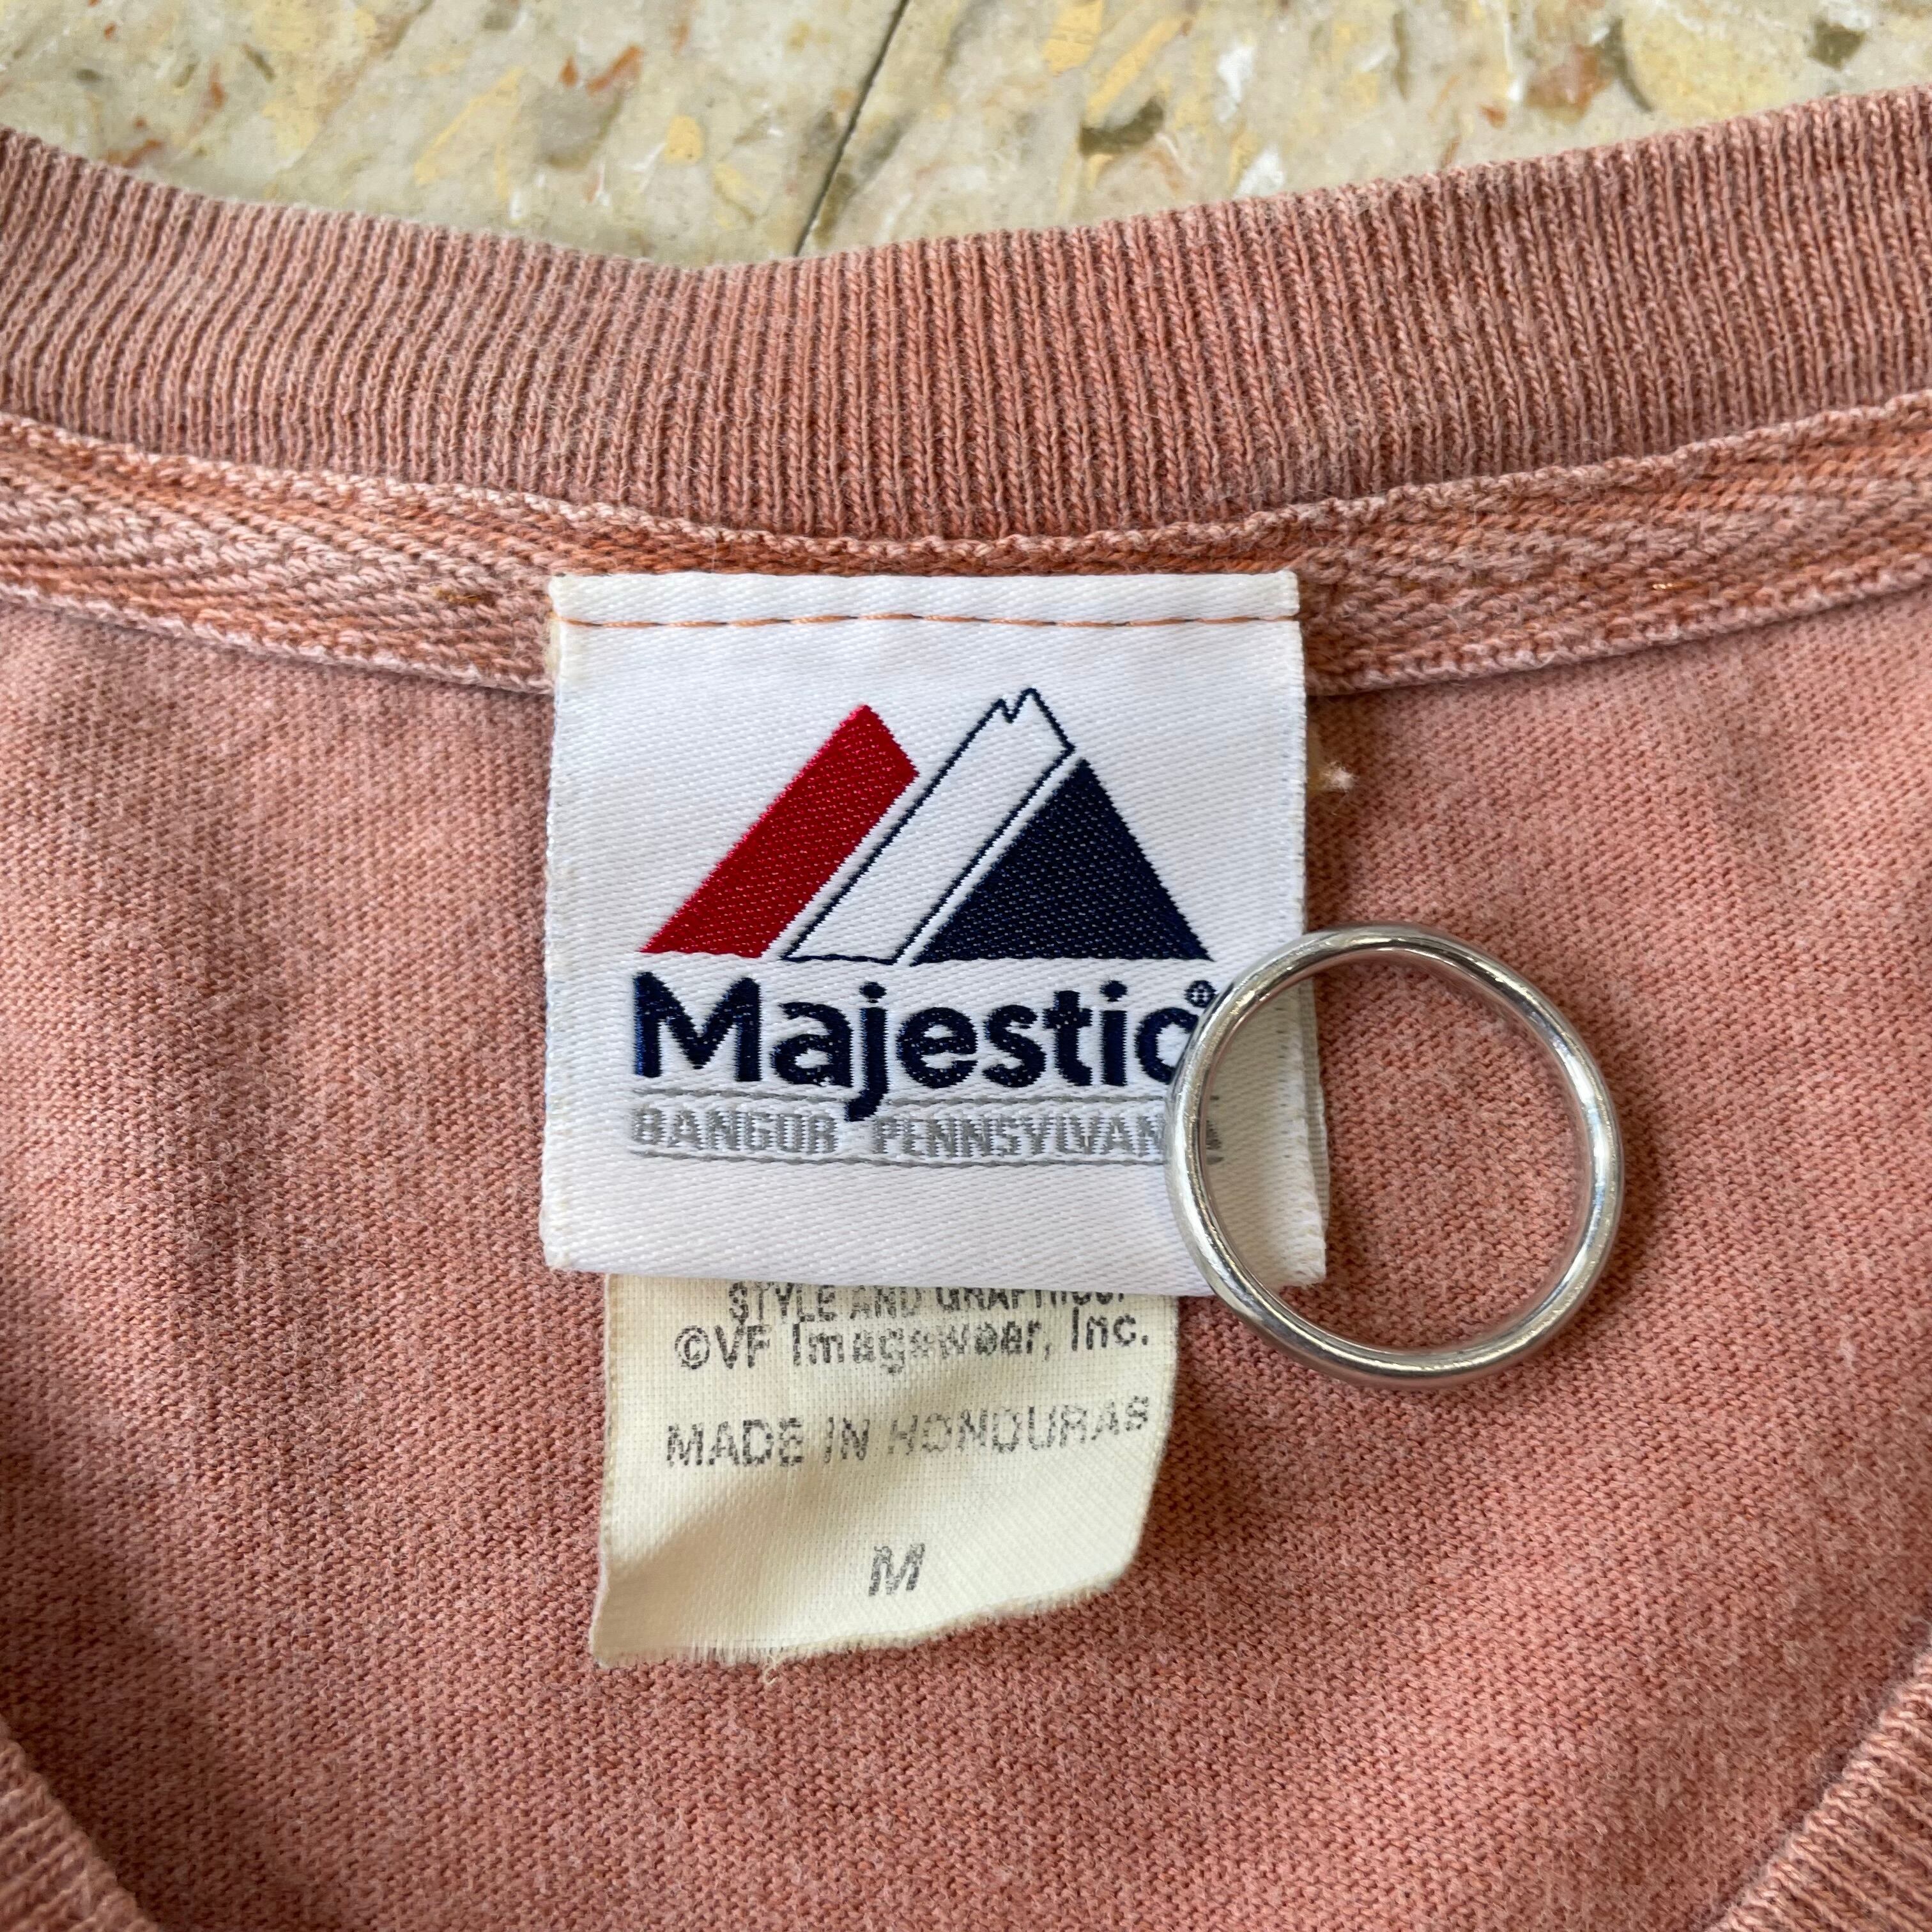 Majestic®
BANGOR PENNSYLVAN
STYLE AND GRAPHICS
©VF Imagewear, Inc.
MADE IN HONDURAS
M